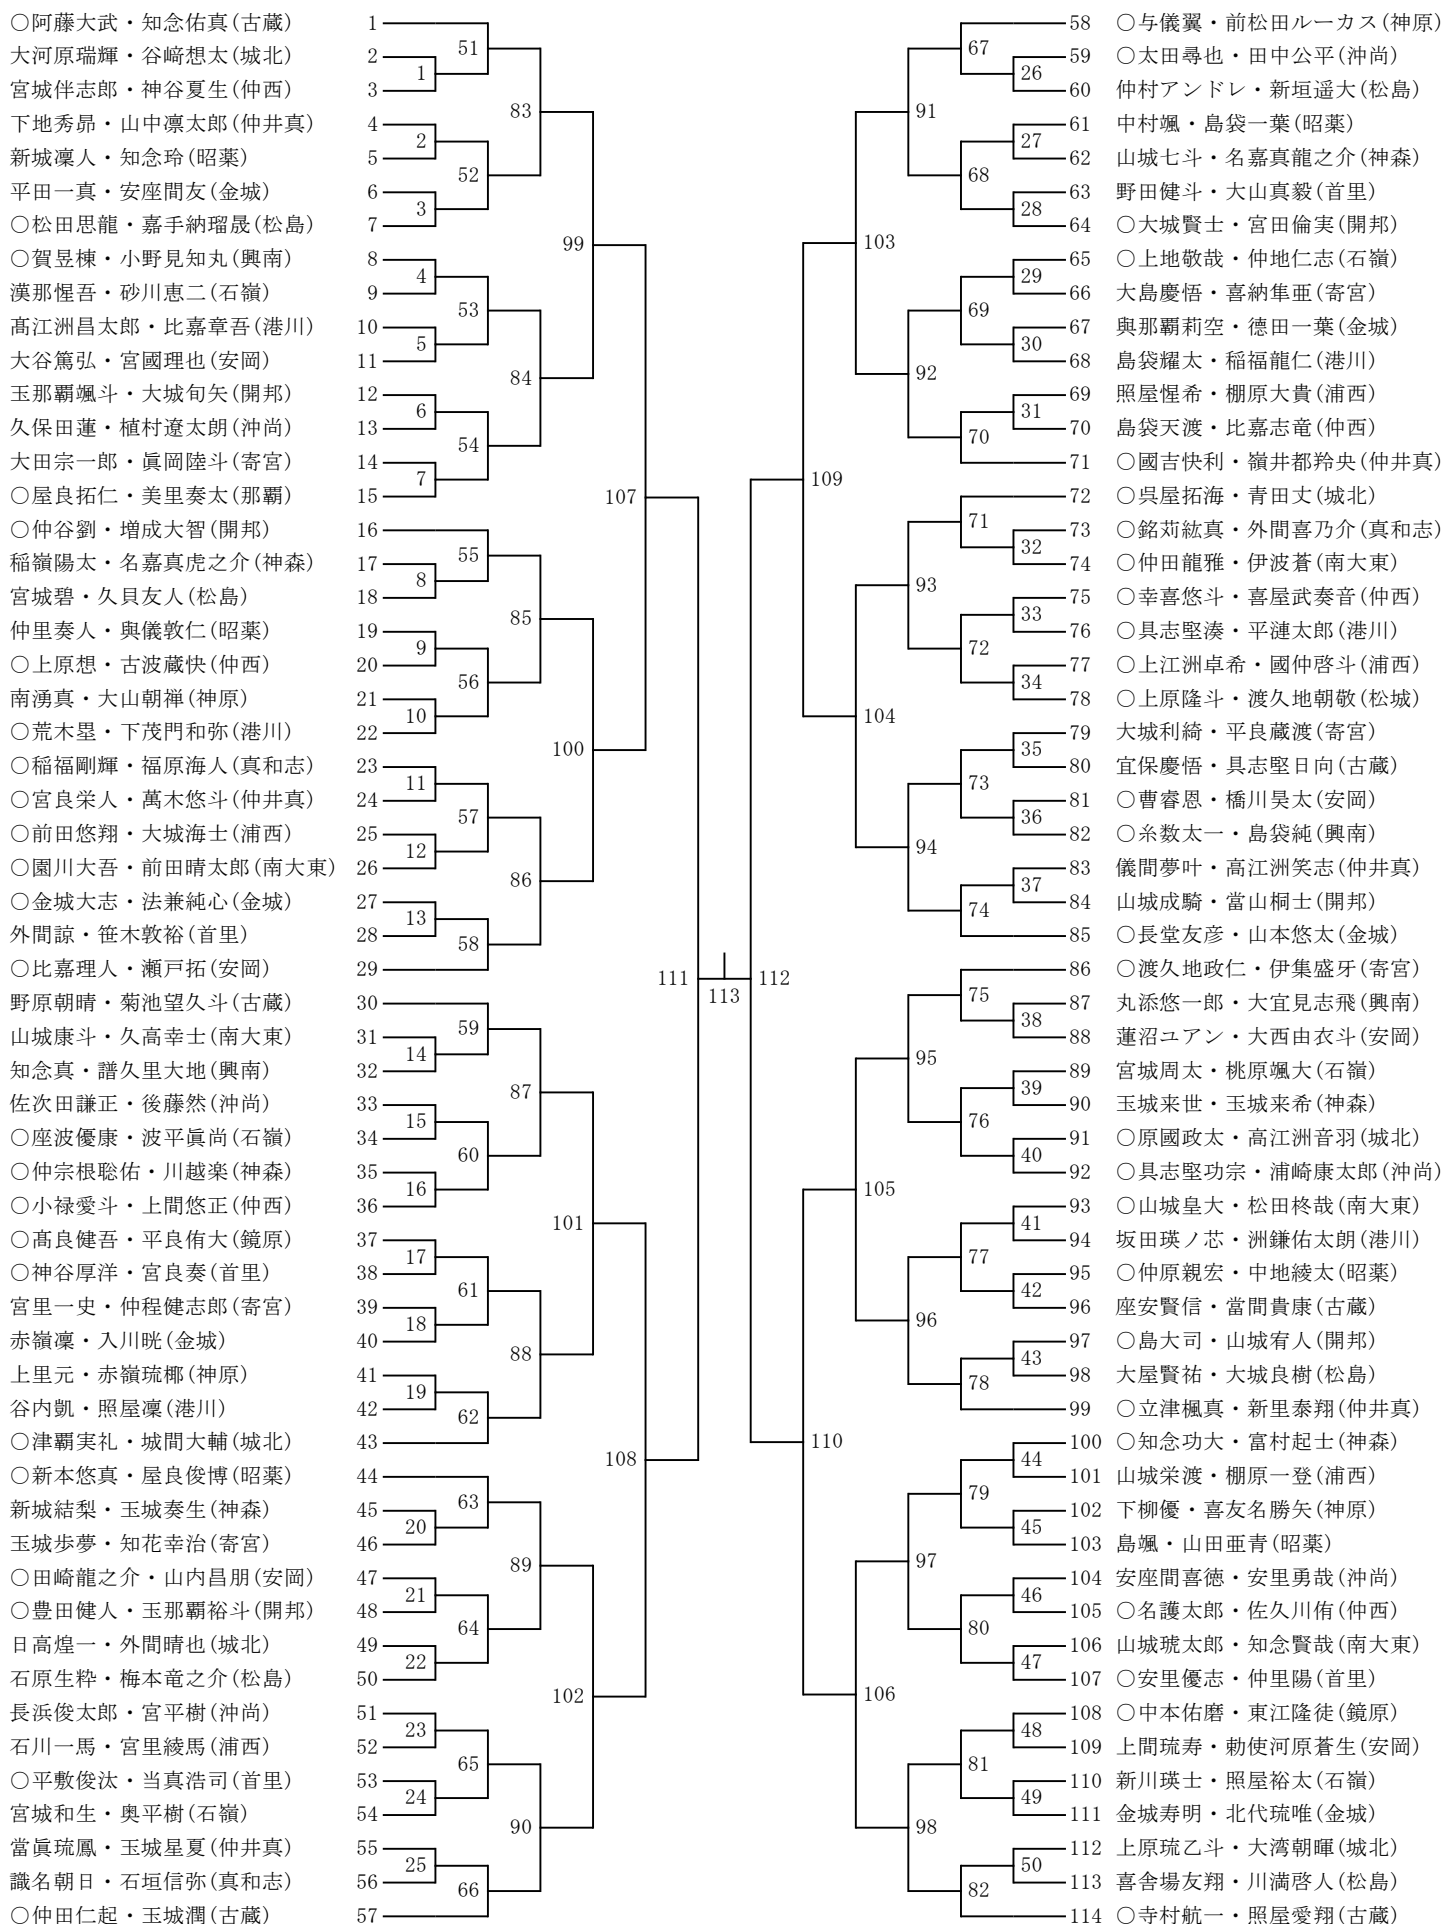 ○阿藤大武・知念佑真(古蔵) 1
大河原瑞輝・谷﨑想太(城北) 2
宮城伴志郎・神谷夏生(仲西) 3
下地秀昴・山中凛太郎(仲井真) 4
新城凜人・知念玲(昭薬) 5
平田一真・安座間友(金城) 6
○松田思龍・嘉手納瑠晟(松島) 7
○賀昱棟・小野見知丸(興南) 8
漢那惺吾・砂川恵二(石嶺) 9
髙江洲昌太郎・比嘉章吾(港川) 10
大谷篤弘・宮國理也(安岡) 11
玉那覇颯斗・大城旬矢(開邦) 12
久保田蓮・植村遼太朗(沖尚) 13
大田宗一郎・眞岡陸斗(寄宮) 14
○屋良拓仁・美里奏太(那覇) 15
○仲谷劉・増成大智(開邦) 16
稲嶺陽太・名嘉真虎之介(神森) 17
宮城碧・久貝友人(松島) 18
仲里奏人・與儀敦仁(昭薬) 19
○上原想・古波蔵快(仲西) 20
南湧真・大山朝禅(神原) 21
○荒木塁・下茂門和弥(港川) 22
○稲福剛輝・福原海人(真和志) 23
○宮良栄人・萬木悠斗(仲井真) 24
○前田悠翔・大城海士(浦西) 25
○園川大吾・前田晴太郎(南大東) 26
○金城大志・法兼純心(金城) 27
外間諒・笹木敦裕(首里) 28
○比嘉理人・瀬戸拓(安岡) 29
野原朝晴・菊池望久斗(古蔵) 30
山城康斗・久高幸士(南大東) 31
知念真・譜久里大地(興南) 32
佐次田謙正・後藤然(沖尚) 33
○座波優康・波平眞尚(石嶺) 34
○仲宗根聡佑・川越楽(神森) 35
○小禄愛斗・上間悠正(仲西) 36
○髙良健吾・平良侑大(鏡原) 37
○神谷厚洋・宮良奏(首里) 38
宮里一史・仲程健志郎(寄宮) 39
赤嶺凜・入川晄(金城) 40
上里元・赤嶺琉椰(神原) 41
谷内凱・照屋凜(港川) 42
○津覇実礼・城間大輔(城北) 43
○新本悠真・屋良俊博(昭薬) 44
新城結梨・玉城奏生(神森) 45
玉城歩夢・知花幸治(寄宮) 46
○田崎龍之介・山内昌朋(安岡) 47
○豊田健人・玉那覇裕斗(開邦) 48
日高煌一・外間晴也(城北) 49
石原生粋・梅本竜之介(松島) 50
長浜俊太郎・宮平樹(沖尚) 51
石川一馬・宮里綾馬(浦西) 52
○平敷俊汰・当真浩司(首里) 53
宮城和生・奥平樹(石嶺) 54
當眞琉鳳・玉城星夏(仲井真) 55
識名朝日・石垣信弥(真和志) 56
○仲田仁起・玉城潤(古蔵) 57
1
2
3
4
5
6
7
8
9
10
11
12
13
14
15
16
17
18
19
20
21
22
23
24
25
51
52
53
54
55
56
57
58
59
60
61
62
63
64
65
66
83
84
85
86
87
88
89
90
99
100
101
102
107
108
111
113
112
109
110
103
104
105
106
91
92
93
94
95
96
97
98
67
68
69
70
71
72
73
74
75
76
77
78
79
80
81
82
26
27
28
29
30
31
32
33
34
35
36
37
38
39
40
41
42
43
44
45
46
47
48
49
50
58 ○与儀翼・前松田ルーカス(神原)
59 ○太田尋也・田中公平(沖尚)
60 仲村アンドレ・新垣遥大(松島)
61 中村颯・島袋一葉(昭薬)
62 山城七斗・名嘉真龍之介(神森)
63 野田健斗・大山真毅(首里)
64 ○大城賢士・宮田倫実(開邦)
65 ○上地敬哉・仲地仁志(石嶺)
66 大島慶悟・喜納隼亜(寄宮)
67 與那覇莉空・德田一葉(金城)
68 島袋耀太・稲福龍仁(港川)
69 照屋惺希・棚原大貴(浦西)
70 島袋天渡・比嘉志竜(仲西)
71 ○國吉快利・嶺井都羚央(仲井真)
72 ○呉屋拓海・青田丈(城北)
73 ○銘苅紘真・外間喜乃介(真和志)
74 ○仲田龍雅・伊波蒼(南大東)
75 ○幸喜悠斗・喜屋武奏音(仲西)
76 ○具志堅湊・平漣太郎(港川)
77 ○上江洲卓希・國仲啓斗(浦西)
78 ○上原隆斗・渡久地朝敬(松城)
79 大城利綺・平良蔵渡(寄宮)
80 宜保慶悟・具志堅日向(古蔵)
81 ○曹睿恩・橋川昊太(安岡)
82 ○糸数太一・島袋純(興南)
83 儀間夢叶・高江洲笑志(仲井真)
84 山城成騎・當山桐士(開邦)
85 ○長堂友彦・山本悠太(金城)
86 ○渡久地政仁・伊集盛牙(寄宮)
87 丸添悠一郎・大宜見志飛(興南)
88 蓮沼ユアン・大西由衣斗(安岡)
89 宮城周太・桃原颯大(石嶺)
90 玉城来世・玉城来希(神森)
91 ○原國政太・高江洲音羽(城北)
92 ○具志堅功宗・浦崎康太郎(沖尚)
93 ○山城皇大・松田柊哉(南大東)
94 坂田瑛ノ芯・洲鎌佑太朗(港川)
95 ○仲原親宏・中地綾太(昭薬)
96 座安賢信・當間貴康(古蔵)
97 ○島大司・山城宥人(開邦)
98 大屋賢祐・大城良樹(松島)
99 ○立津楓真・新里泰翔(仲井真)
100 ○知念功大・富村起士(神森)
101 山城栄渡・棚原一登(浦西)
102 下柳優・喜友名勝矢(神原)
103 島颯・山田亜青(昭薬)
104 安座間喜徳・安里勇哉(沖尚)
105 ○名護太郎・佐久川侑(仲西)
106 山城琥太郎・知念賢哉(南大東)
107 ○安里優志・仲里陽(首里)
108 ○中本佑磨・東江隆徒(鏡原)
109 上間琉寿・勅使河原蒼生(安岡)
110 新川瑛士・照屋裕太(石嶺)
111 金城寿明・北代琉唯(金城)
112 上原琉乙斗・大湾朝暉(城北)
113 喜舎場友翔・川満啓人(松島)
114 ○寺村航一・照屋愛翔(古蔵)